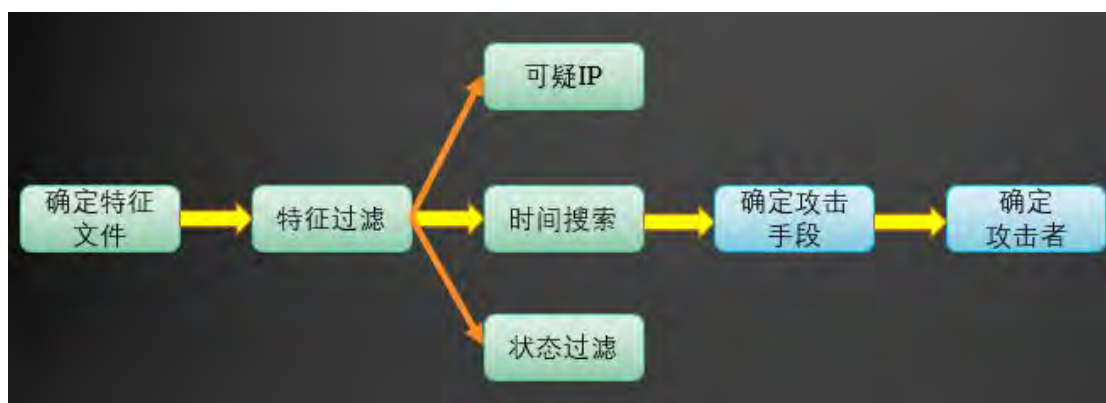 可疑IP
确定特征
文件
特征过滤
时间搜索
确定攻击
手段
确定
攻击者
状态过滤